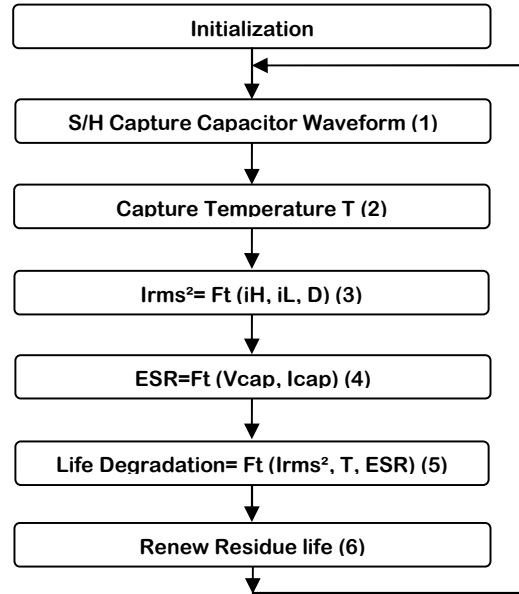 Initialization
S/H Capture Capacitor Waveform (1)
Capture Temperature T (2)
Irms²= Ft (iH, iL, D) (3)
ESR=Ft (Vcap, Icap) (4)
Life Degradation= Ft (Irms², T, ESR) (5)
Renew Residue life (6)